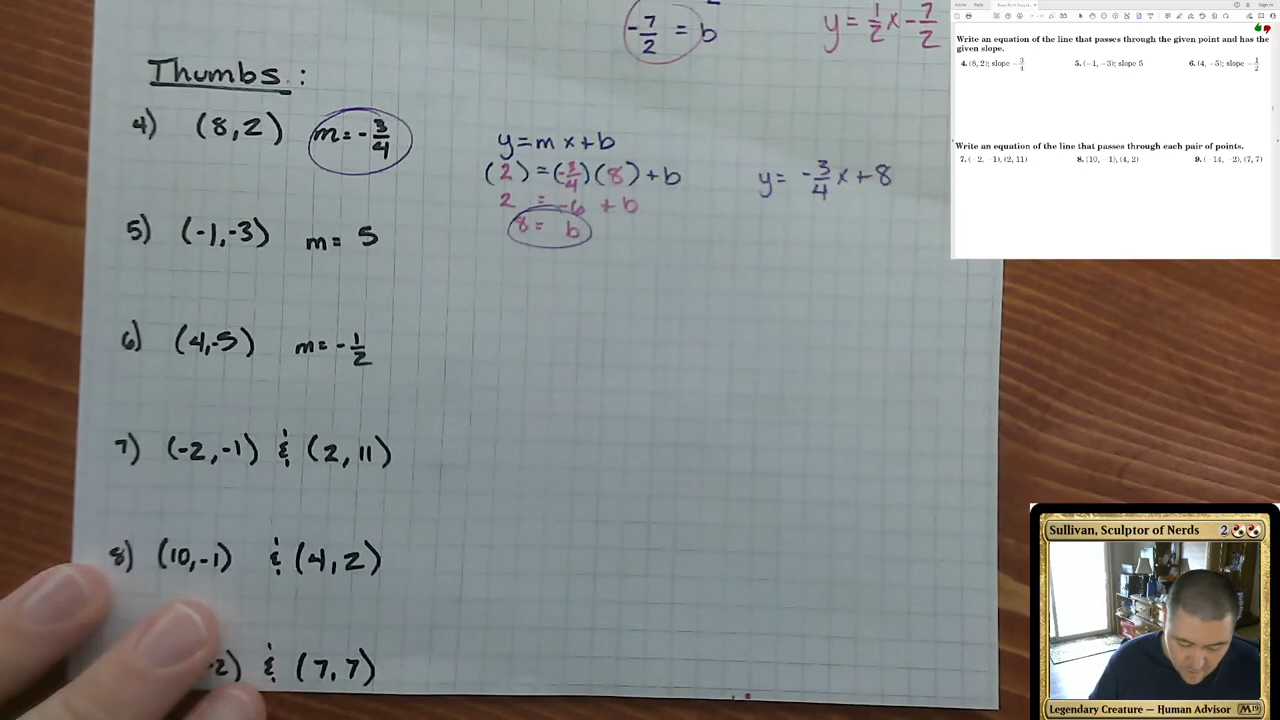 -7/2 = b
y = 1/2 x - 7/2
Thumbs :
4) (8,2) m = -3/4
y = mx + b
(2) = (-3/4)(8) + b
2 = -6 + b
8 = b
y = -3/4 x + 8
5) (-1,-3) m = 5
6) (4,-5) m = -1/2
7) (-2,-1) & (2,11)
8) (10,-1) & (4,2)
-2) & (7,7)
Write an equation of the line that passes through the given point and has the
given slope.
4. (8, 2); slope -3/4 5. (-1, -3); slope 5 6. (4, -5); slope -1/2
Write an equation of the line that passes through each pair of points.
7. (-2, -1), (2, 11) 8. (10, -1), (4, 2) 9. (-14, -2), (7, 7)
Sullivan, Sculptor of Nerds 2
Legendary Creature — Human Advisor M19